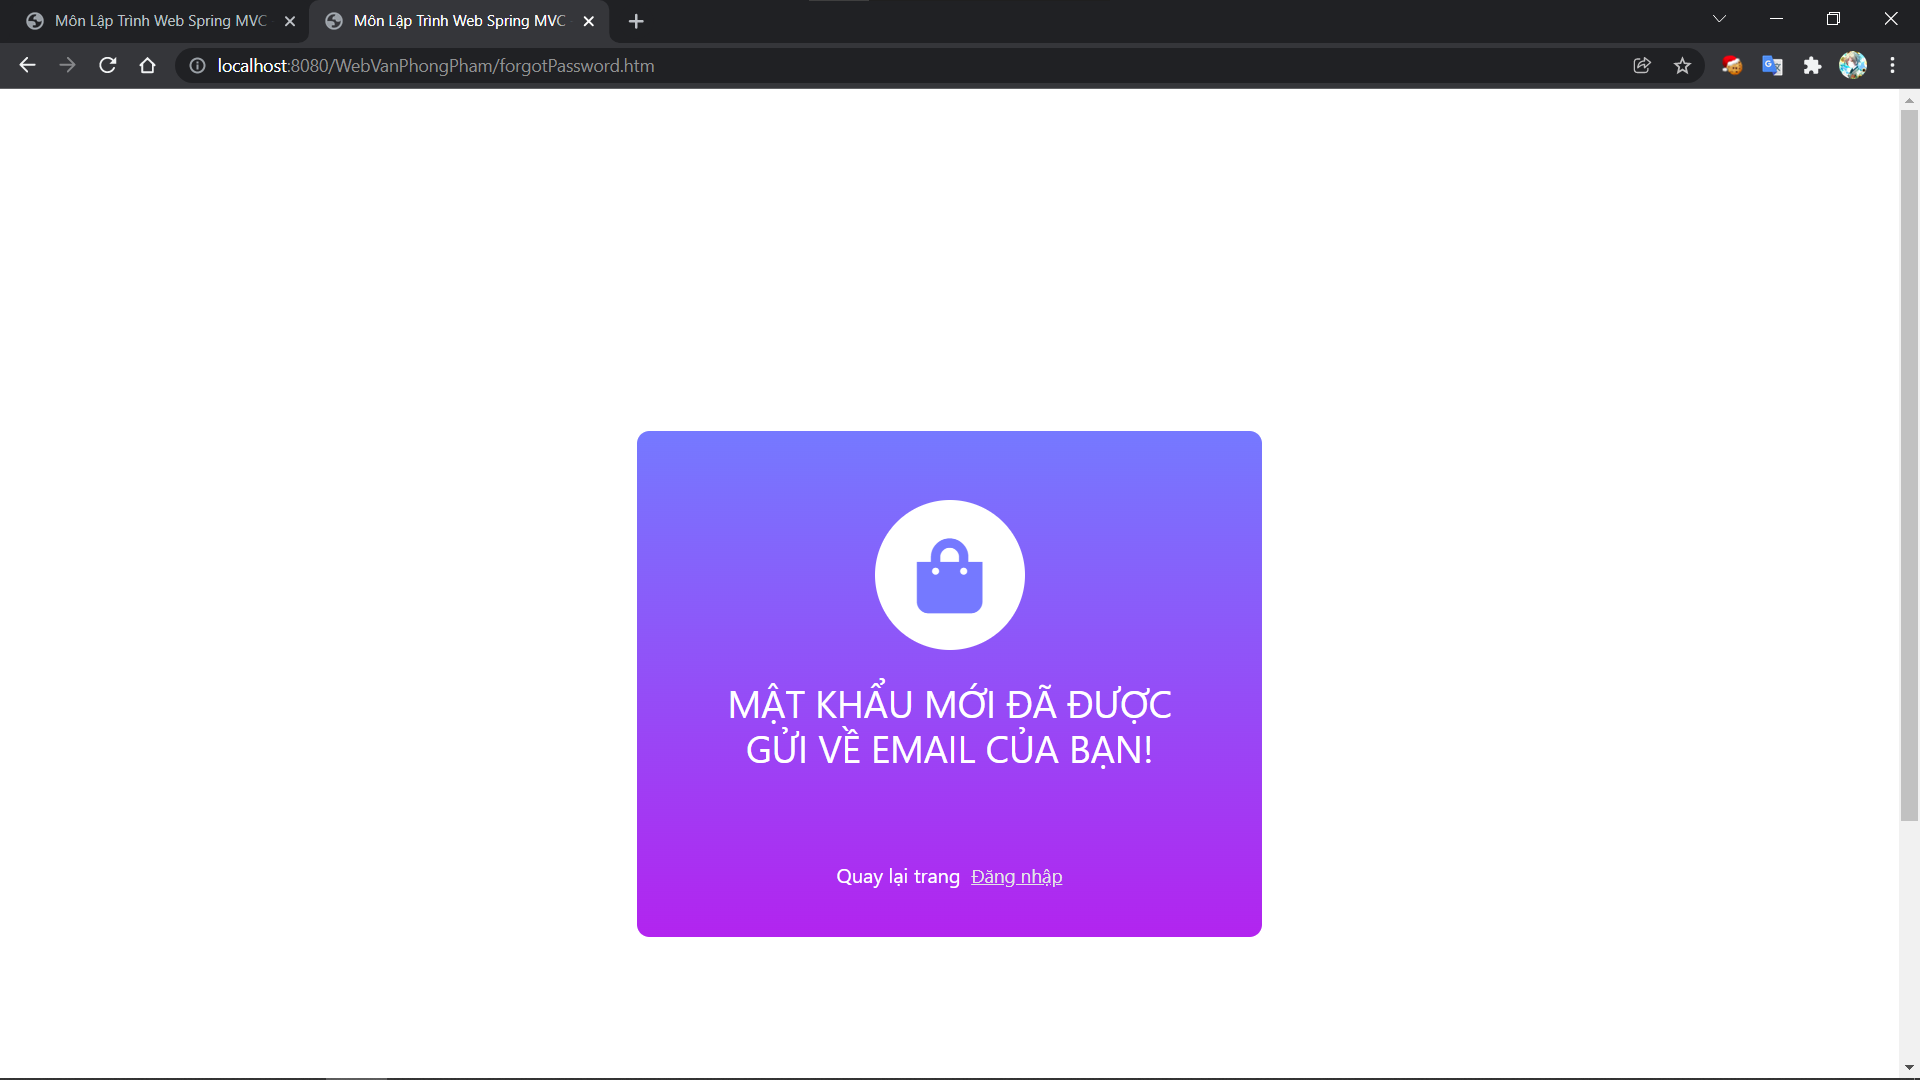 Môn Lập Trình Web Spring MVC
Môn Lập Trình Web Spring MVC
localhost:8080/WebVanPhongPham/forgotPassword.htm
MẬT KHẨU MỚI ĐÃ ĐƯỢC
GỬI VỀ EMAIL CỦA BẠN!
Quay lại trang Đăng nhập